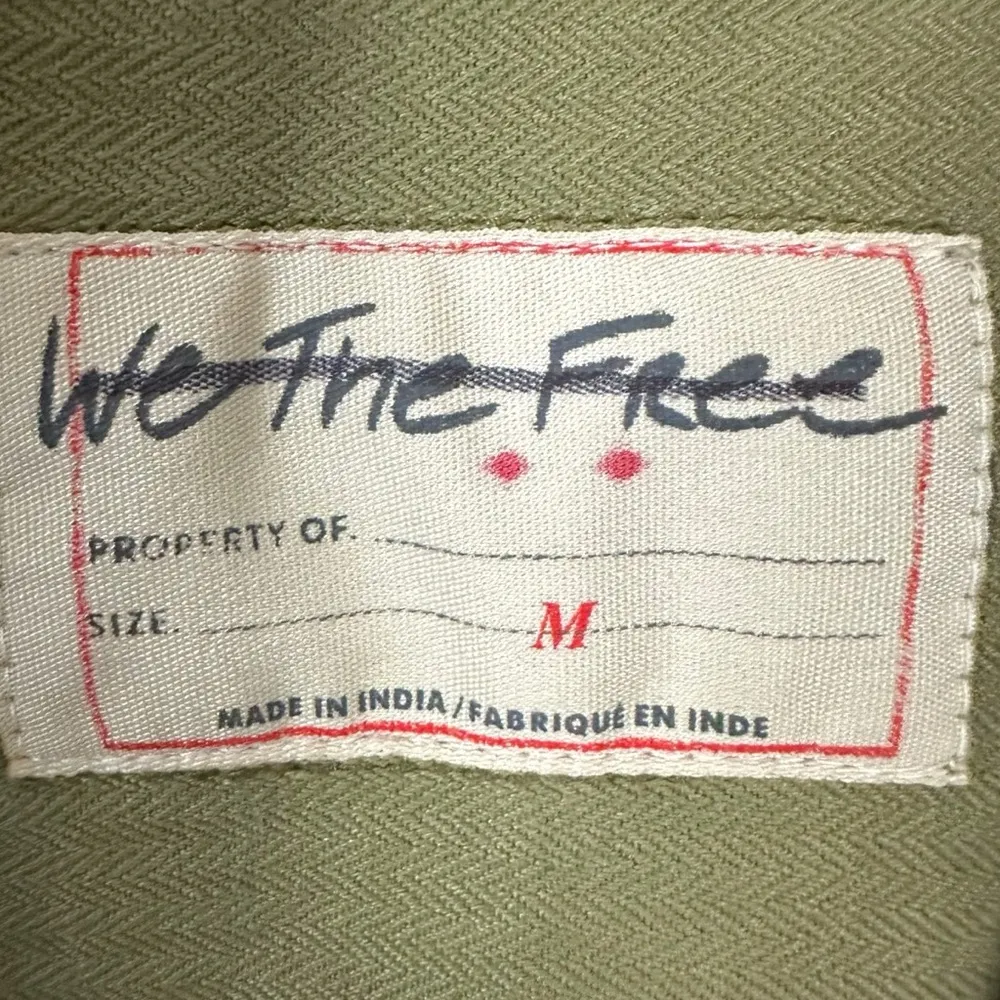 We The Free
PROPERTY OF.
SIZE. M
MADE IN INDIA/FABRIQUÉ EN INDE